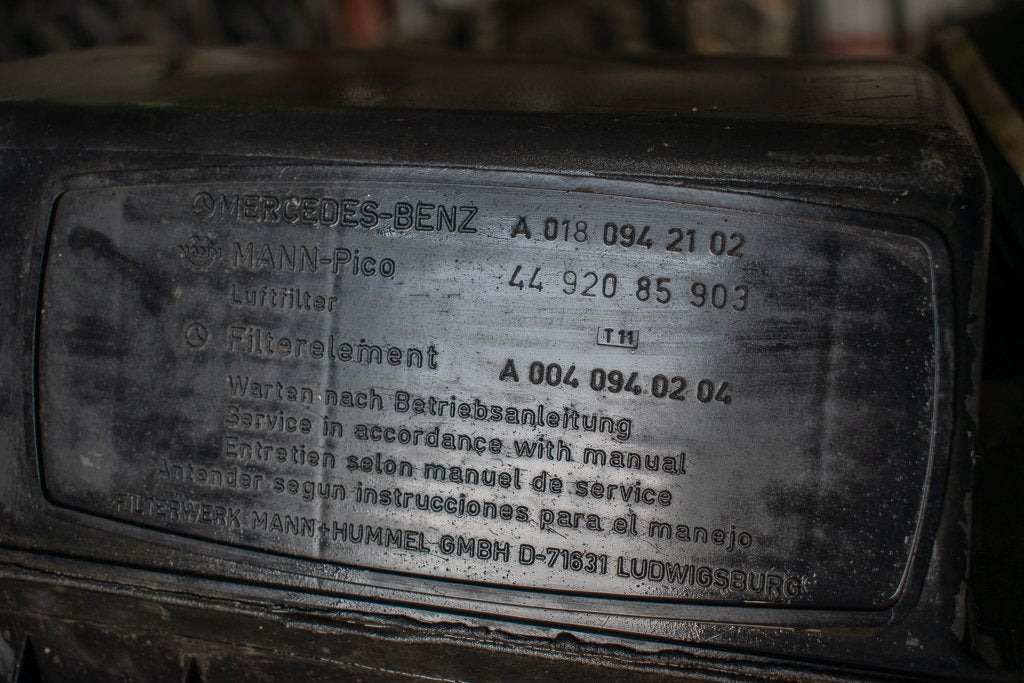 MERCEDES-BENZ A 018 094 21 02
MANN-Pico 44 920 85 903
Luftfilter
T 11
Filterelement A 004 094 02 04
Warten nach Betriebsanleitung
Service in accordance with manual
Entretien selon manuel de service
Antender segun instrucciones para el manejo
FILTERWERK MANN+HUMMEL GMBH D-71631 LUDWIGSBURG